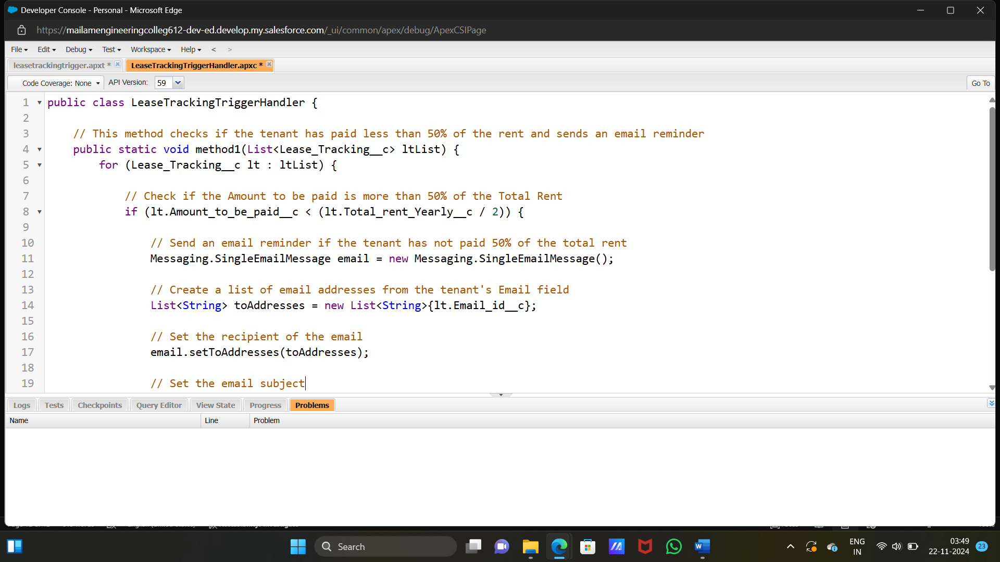 Developer Console - Personal - Microsoft Edge
https://mailamengineeringcolleg612-dev-ed.develop.my.salesforce.com/_ui/common/apex/debug/ApexCSIPage
File Edit Debug Test Workspace Help < >
leasetrackingtrigger.apxt * LeaseTrackingTriggerHandler.apxc *
Code Coverage: None API Version: 59 Go To
1 public class LeaseTrackingTriggerHandler {
2
3 // This method checks if the tenant has paid less than 50% of the rent and sends an email reminder
4 public static void method1(List<Lease_Tracking__c> ltList) {
5 for (Lease_Tracking__c lt : ltList) {
6
7 // Check if the Amount to be paid is more than 50% of the Total Rent
8 if (lt.Amount_to_be_paid__c < (lt.Total_rent_Yearly__c / 2)) {
9
10 // Send an email reminder if the tenant has not paid 50% of the total rent
11 Messaging.SingleEmailMessage email = new Messaging.SingleEmailMessage();
12
13 // Create a list of email addresses from the tenant's Email field
14 List<String> toAddresses = new List<String>{lt.Email_id__c};
15
16 // Set the recipient of the email
17 email.setToAddresses(toAddresses);
18
19 // Set the email subject
Logs Tests Checkpoints Query Editor View State Progress Problems
Name Line Problem
Search
ENG
IN
03:49
22-11-2024
23